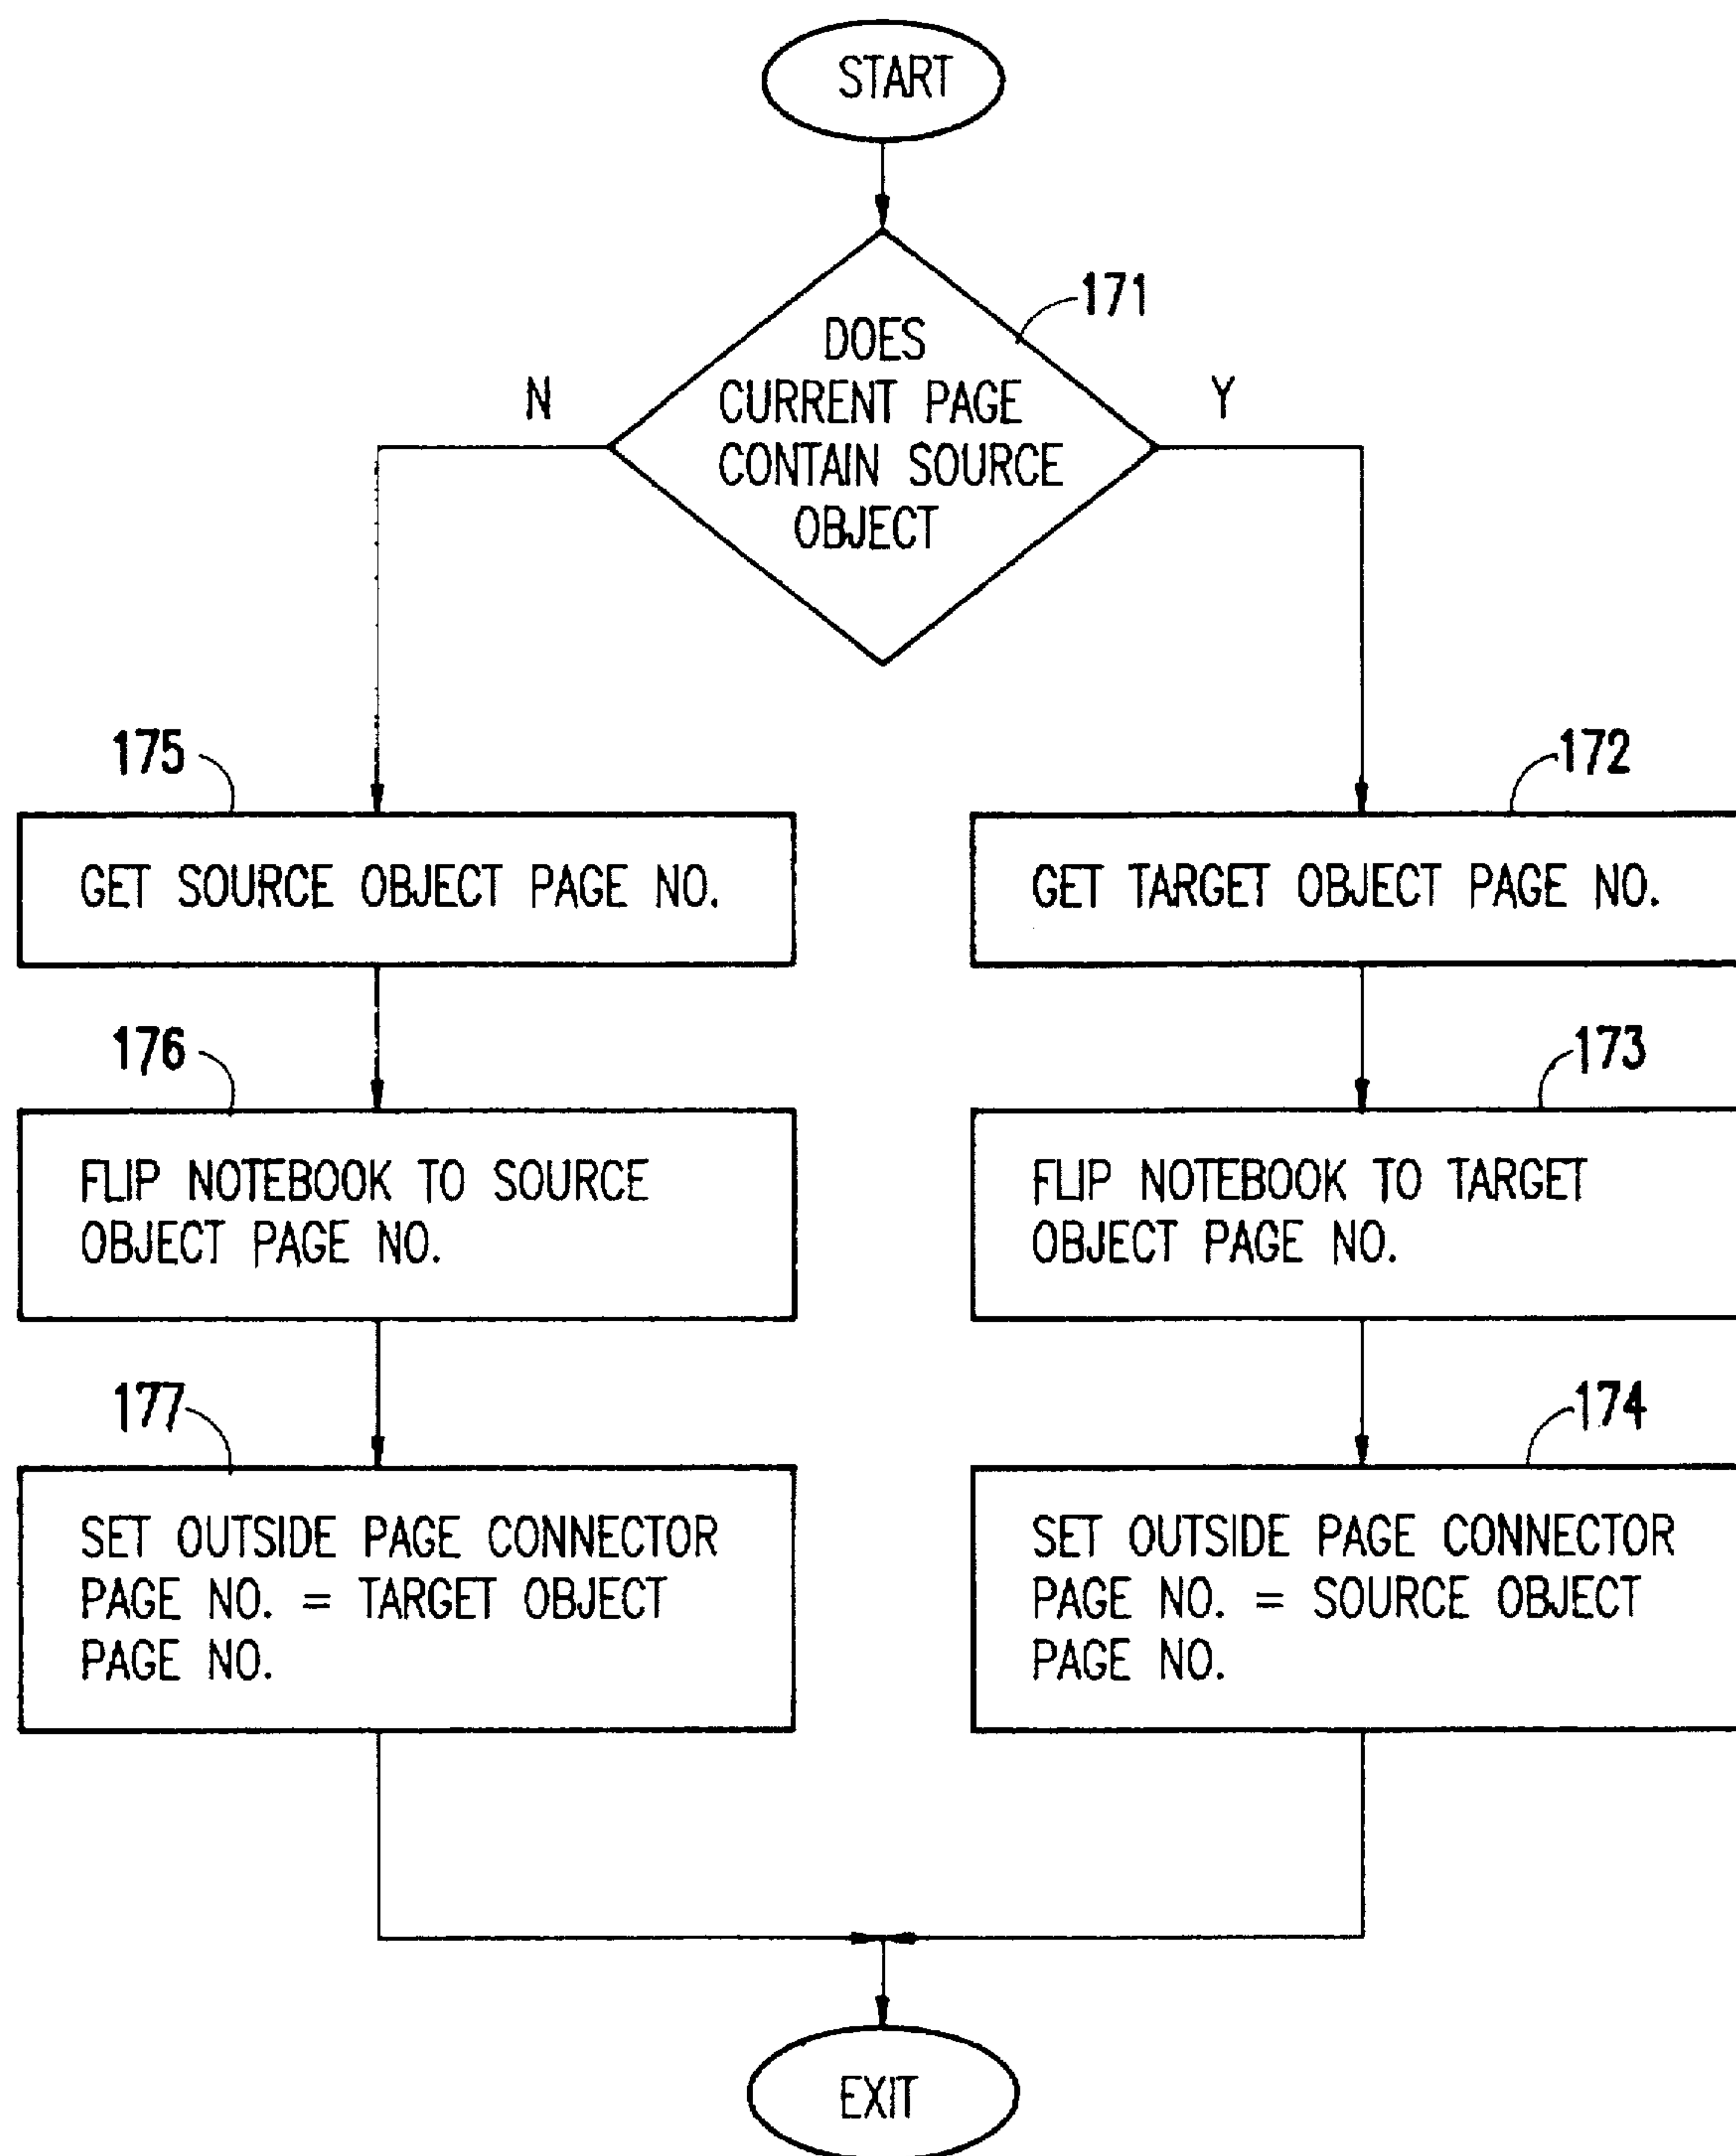 START
171
DOES
CURRENT PAGE
CONTAIN SOURCE
OBJECT
N
Y
175
GET SOURCE OBJECT PAGE NO.
172
GET TARGET OBJECT PAGE NO.
176
FLIP NOTEBOOK TO SOURCE
OBJECT PAGE NO.
173
FLIP NOTEBOOK TO TARGET
OBJECT PAGE NO.
177
SET OUTSIDE PAGE CONNECTOR
PAGE NO. = TARGET OBJECT
PAGE NO.
174
SET OUTSIDE PAGE CONNECTOR
PAGE NO. = SOURCE OBJECT
PAGE NO.
EXIT